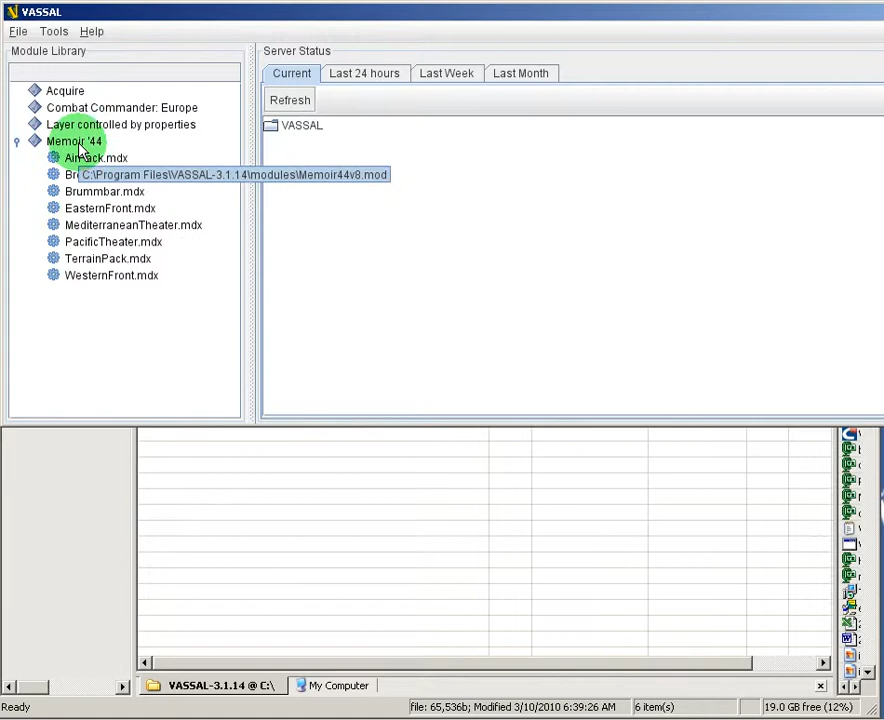 VASSAL
File Tools Help
Module Library
Server Status
Current Last 24 hours Last Week Last Month
Refresh
VASSAL
Acquire
Combat Commander: Europe
Layer controlled by properties
Memoir '44
AirPack.mdx
C:\Program Files\VASSAL-3.1.14\modules\Memoir44v8.mod
Brummbar.mdx
EasternFront.mdx
MediterraneanTheater.mdx
PacificTheater.mdx
TerrainPack.mdx
WesternFront.mdx
VASSAL-3.1.14 @ C:\ My Computer
Ready
file: 65,536b; Modified 3/10/2010 6:39:26 AM
6 item(s)
19.0 GB free (12%)